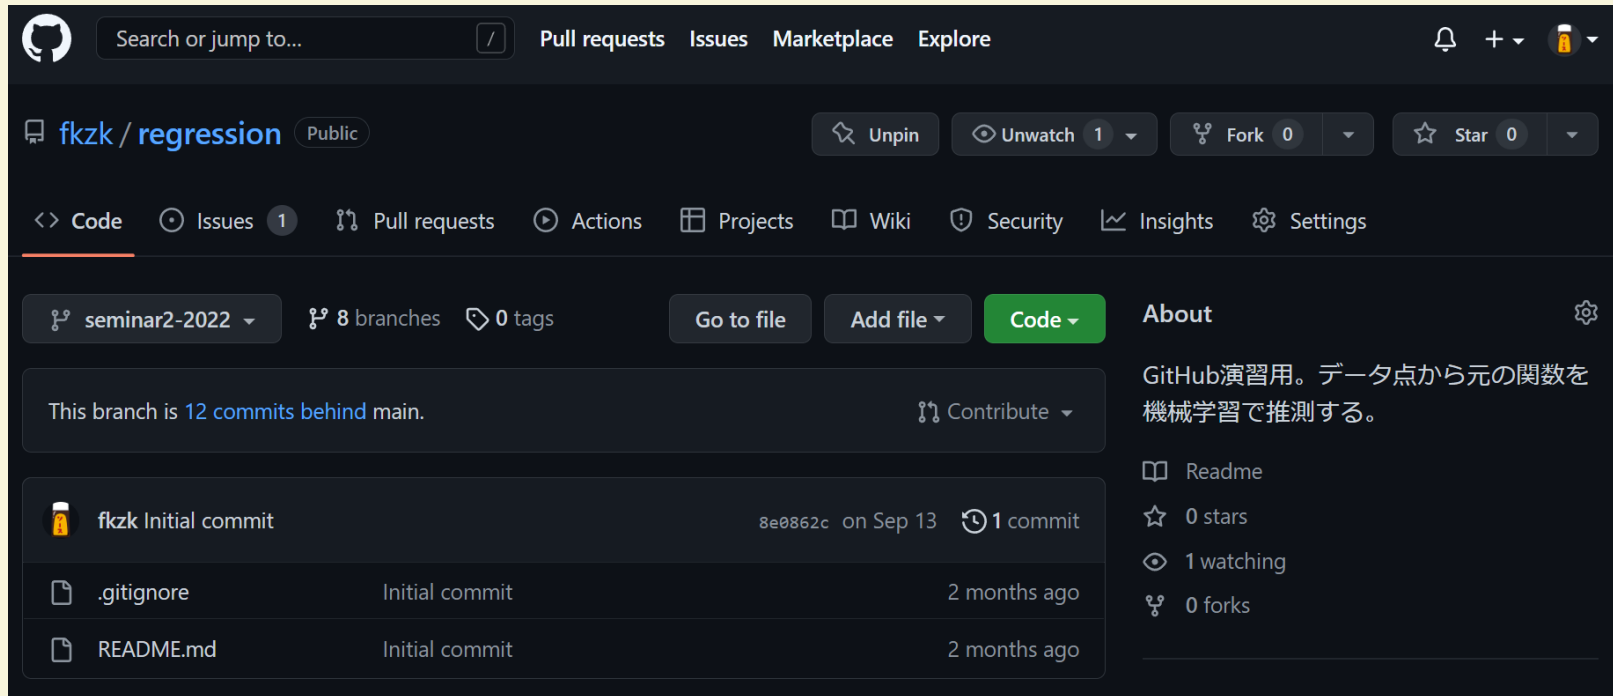 Search or jump to... /
Pull requests Issues Marketplace Explore
fkzk / regression Public
Unpin Unwatch 1 Fork 0 Star 0
Code Issues 1 Pull requests Actions Projects Wiki Security Insights Settings
seminar2-2022 8 branches 0 tags Go to file Add file Code
This branch is 12 commits behind main. Contribute
fkzk Initial commit 8e0862c on Sep 13 1 commit
.gitignore Initial commit 2 months ago
README.md Initial commit 2 months ago
About
GitHub演習用。データ点から元の関数を
機械学習で推測する。
Readme
0 stars
1 watching
0 forks